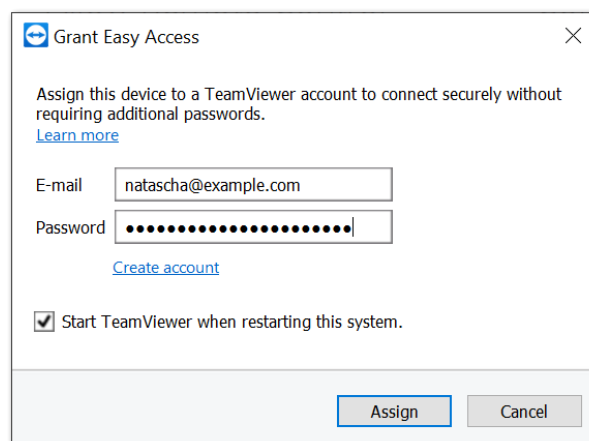 Grant Easy Access
Assign this device to a TeamViewer account to connect securely without
requiring additional passwords.
Learn more
E-mail natascha@example.com
Password ••••••••••••••••••••••
Create account
Start TeamViewer when restarting this system.
Assign Cancel